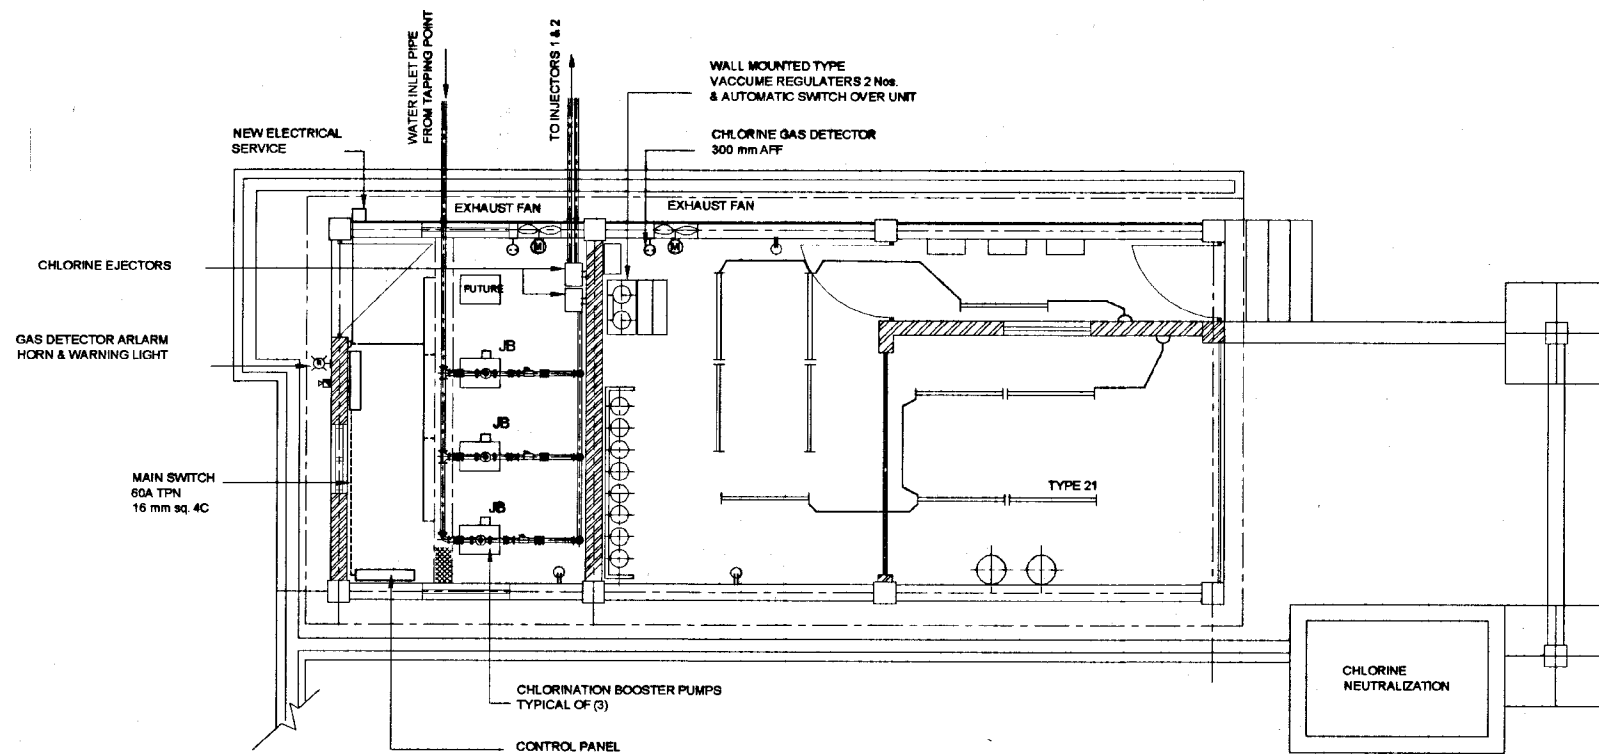 WATER INLET PIPE
FROM TAPPING POINT
TO INJECTORS 1 & 2
WALL MOUNTED TYPE
VACCUME REGULATERS 2 Nos.
& AUTOMATIC SWITCH OVER UNIT
NEW ELECTRICAL
SERVICE
CHLORINE GAS DETECTOR
300 mm AFF
EXHAUST FAN
EXHAUST FAN
M
M
CHLORINE EJECTORS
FUTURE
GAS DETECTOR ARLARM
HORN & WARNING LIGHT
JB
JB
MAIN SWITCH
60A TPN
16 mm sq. 4C
TYPE 21
JB
CHLORINE
NEUTRALIZATION
CHLORINATION BOOSTER PUMPS
TYPICAL OF (3)
CONTROL PANEL